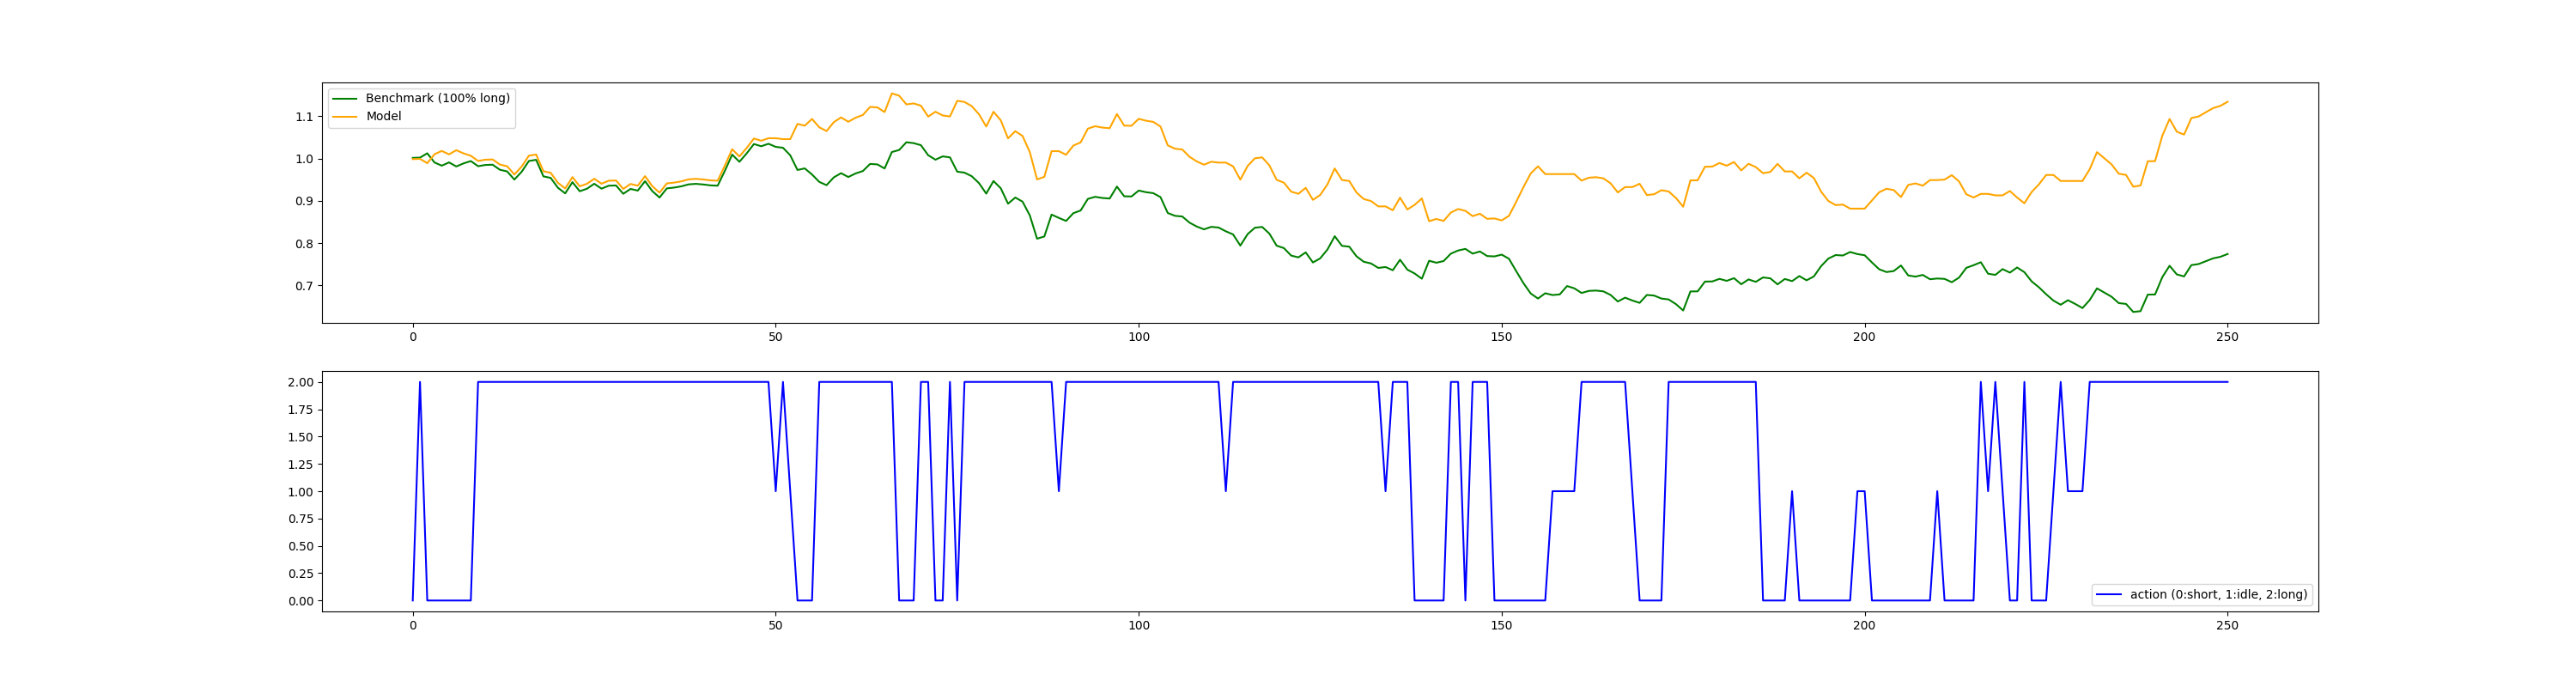 Benchmark (100% long)
Model
1.1
1.0
0.9
0.8
0.7
0 50 100 150 200 250
2.00
1.75
1.50
1.25
1.00
0.75
0.50
0.25
0.00
action (0:short, 1:idle, 2:long)
0 50 100 150 200 250